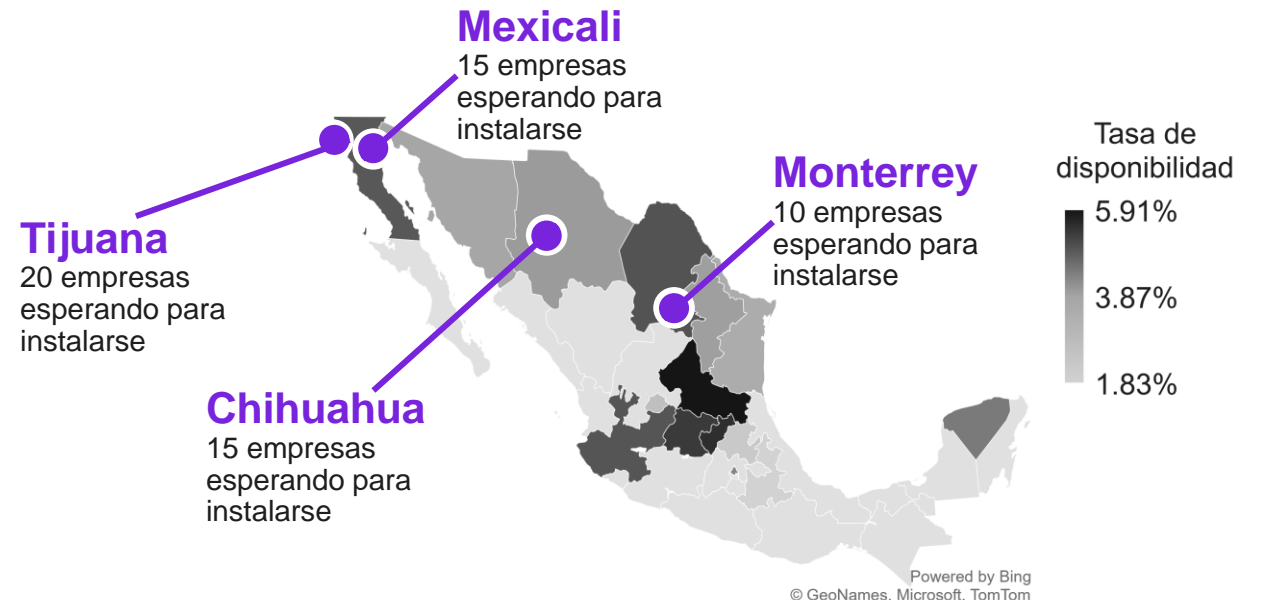 Mexicali
15 empresas
esperando para
instalarse
Tijuana
20 empresas
esperando para
instalarse
Chihuahua
15 empresas
esperando para
instalarse
Monterrey
10 empresas
esperando para
instalarse
Tasa de
disponibilidad
5.91%
3.87%
1.83%
Powered by Bing
© GeoNames, Microsoft, TomTom